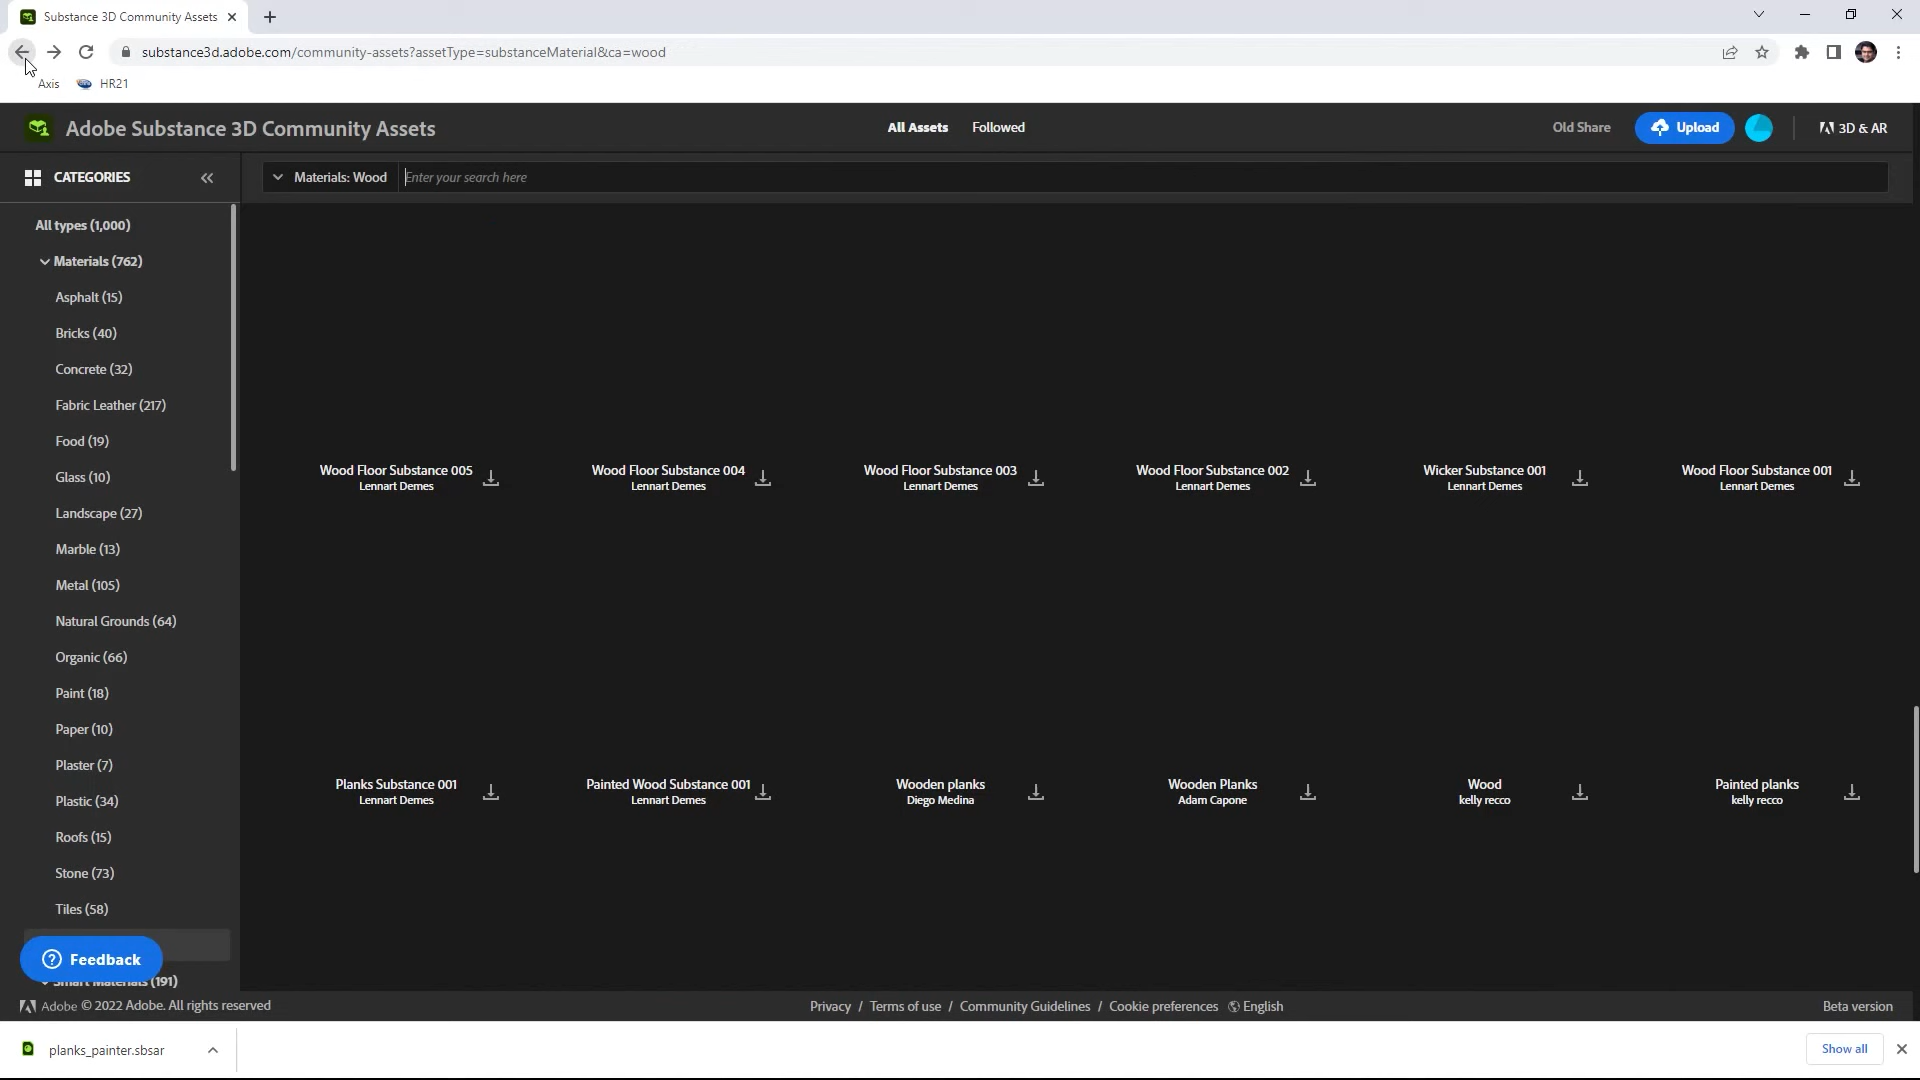 Substance 3D Community Assets
substance3d.adobe.com/community-assets?assetType=substanceMaterial&ca=wood
Axis
HR21
Adobe Substance 3D Community Assets
All Assets
Followed
Old Share
Upload
3D & AR
CATEGORIES
Materials: Wood
Enter your search here
All types (1,000)
Materials (762)
Asphalt (15)
Bricks (40)
Concrete (32)
Fabric Leather (217)
Food (19)
Glass (10)
Landscape (27)
Marble (13)
Metal (105)
Natural Grounds (64)
Organic (66)
Paint (18)
Paper (10)
Plaster (7)
Plastic (34)
Roofs (15)
Stone (73)
Tiles (58)
Feedback
Smart Materials (191)
Wood Floor Substance 005
Lennart Demes
Wood Floor Substance 004
Lennart Demes
Wood Floor Substance 003
Lennart Demes
Wood Floor Substance 002
Lennart Demes
Wicker Substance 001
Lennart Demes
Wood Floor Substance 001
Lennart Demes
Planks Substance 001
Lennart Demes
Painted Wood Substance 001
Lennart Demes
Wooden planks
Diego Medina
Wooden Planks
Adam Capone
Wood
kelly recco
Painted planks
kelly recco
Adobe © 2022 Adobe. All rights reserved
Privacy / Terms of use / Community Guidelines / Cookie preferences English
Beta version
planks_painter.sbsar
Show all